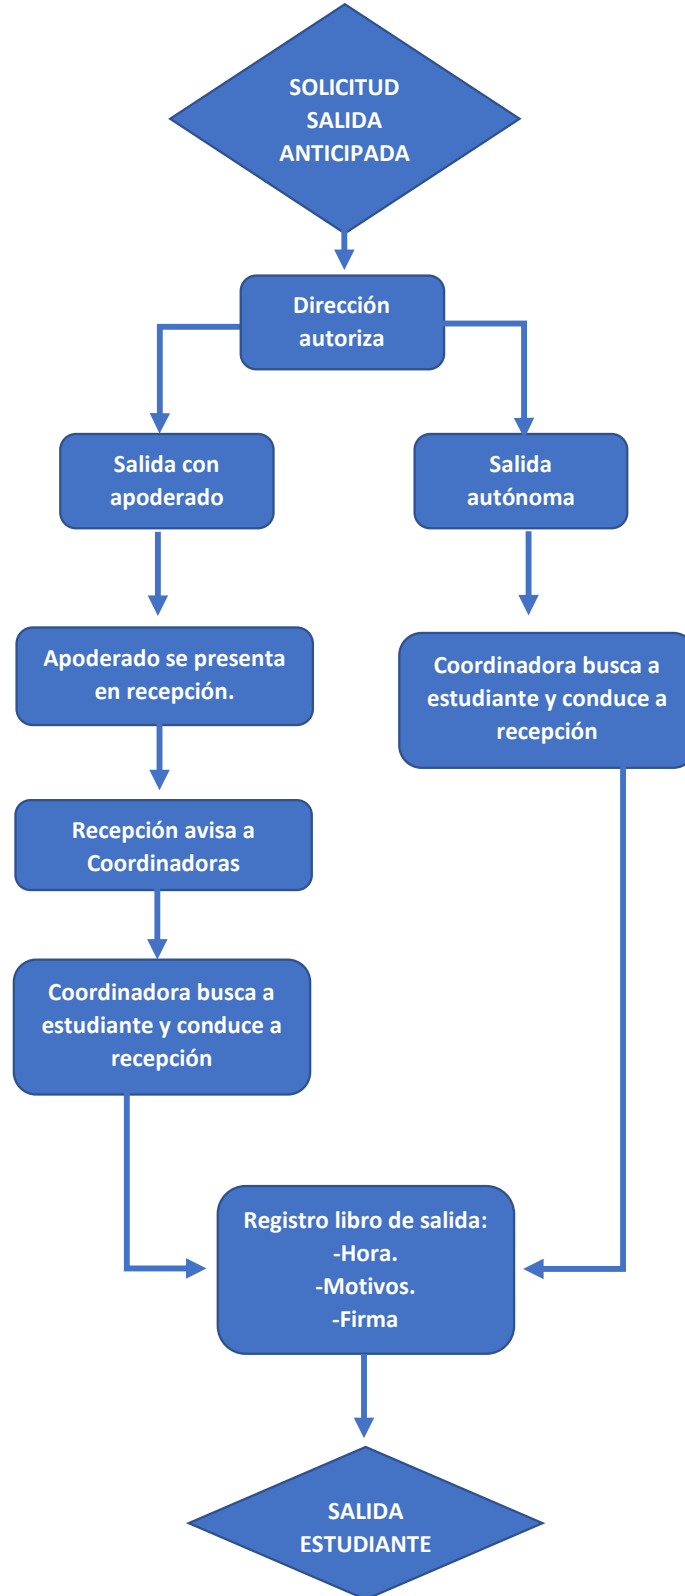 SOLICITUD
SALIDA
ANTICIPADA
Dirección
autoriza
Salida con
apoderado
Salida
autónoma
Apoderado se presenta
en recepción.
Coordinadora busca a
estudiante y conduce a
recepción
Recepción avisa a
Coordinadoras
Coordinadora busca a
estudiante y conduce a
recepción
Registro libro de salida:
-Hora.
-Motivos.
-Firma
SALIDA
ESTUDIANTE